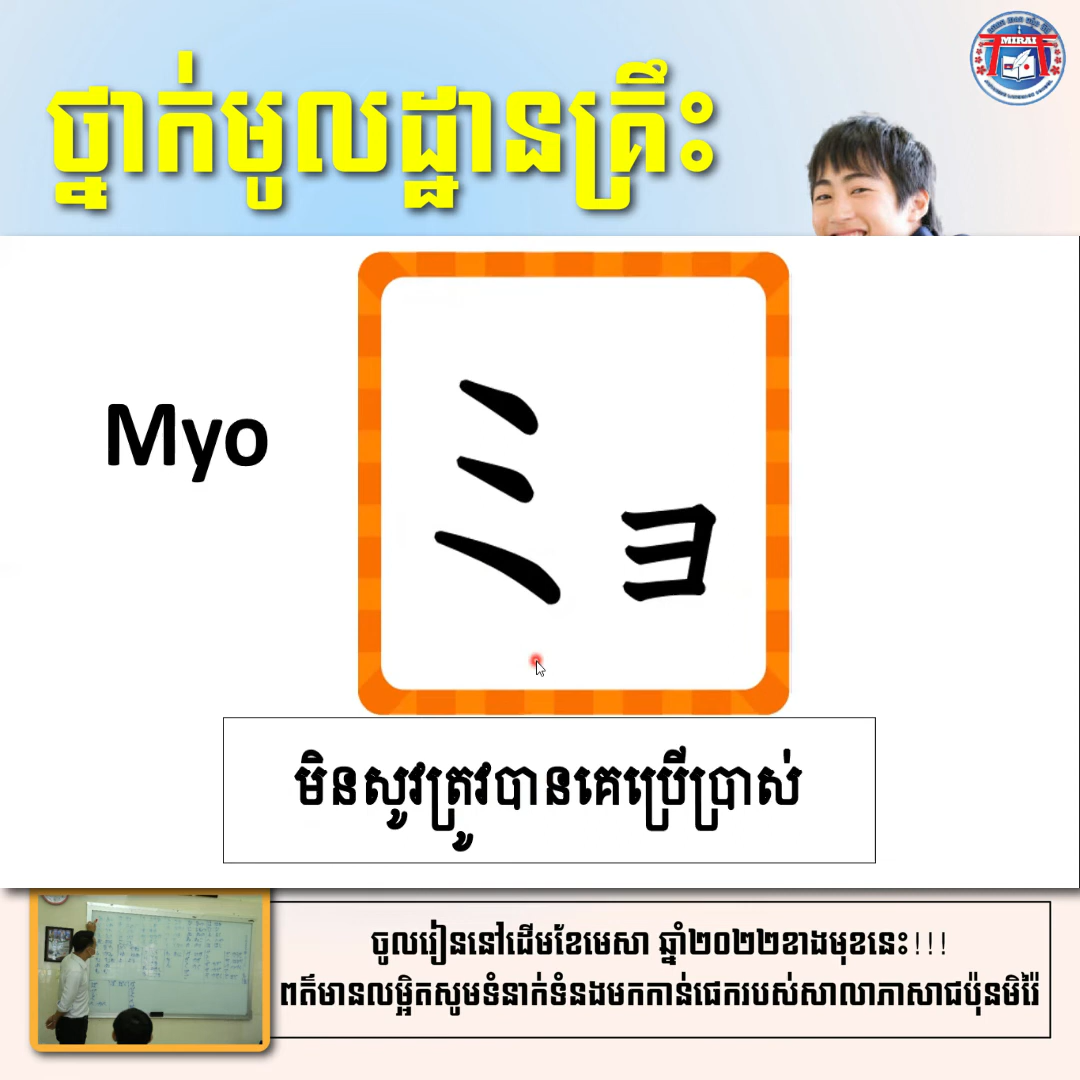 MIRAI
ថ្នាក់មូលដ្ឋានគ្រឹះ
Myo
ミョ
មិនសូវត្រូវបានគេប្រើប្រាស់
ចូលរៀននៅដើមខែមេសា ឆ្នាំ២០២២ខាងមុខនេះ!!!
ពត៌មានលម្អិតសូមទំនាក់ទំនងមកកាន់ផេករបស់សាលាភាសាជប៉ុនមិរ៉ៃ